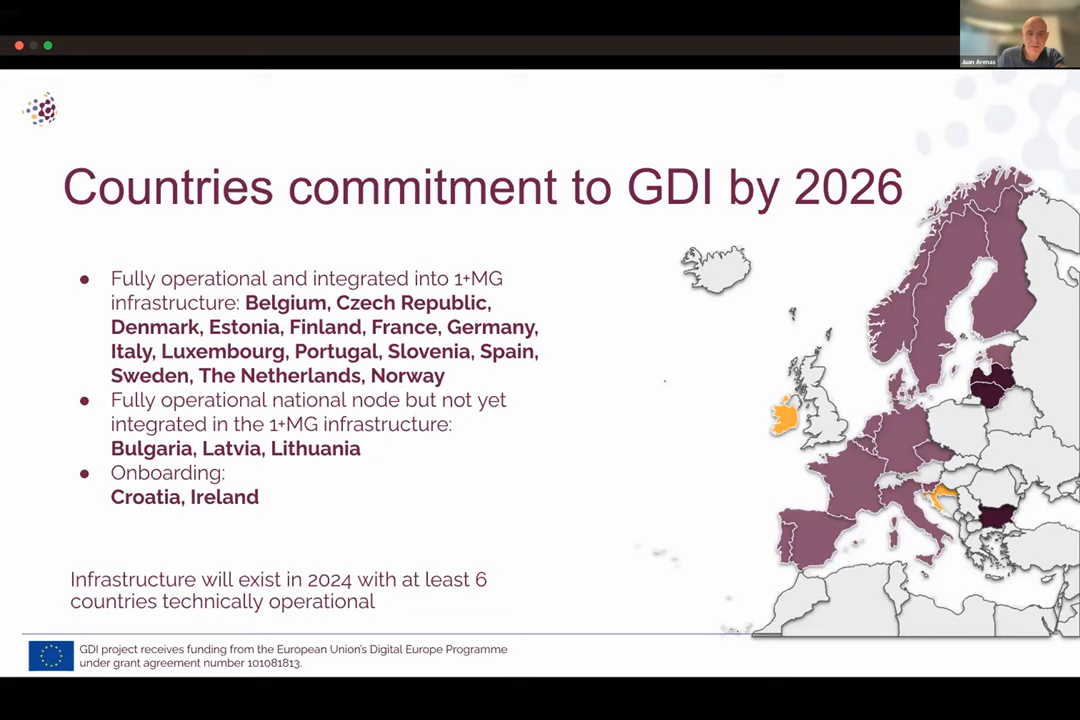 Juan Arenas
Countries commitment to GDI by 2026
● Fully operational and integrated into 1+MG
infrastructure: Belgium, Czech Republic,
Denmark, Estonia, Finland, France, Germany,
Italy, Luxembourg, Portugal, Slovenia, Spain,
Sweden, The Netherlands, Norway
● Fully operational national node but not yet
integrated in the 1+MG infrastructure:
Bulgaria, Latvia, Lithuania
● Onboarding:
Croatia, Ireland
Infrastructure will exist in 2024 with at least 6
countries technically operational
GDI project receives funding from the European Union's Digital Europe Programme
under grant agreement number 101081813.